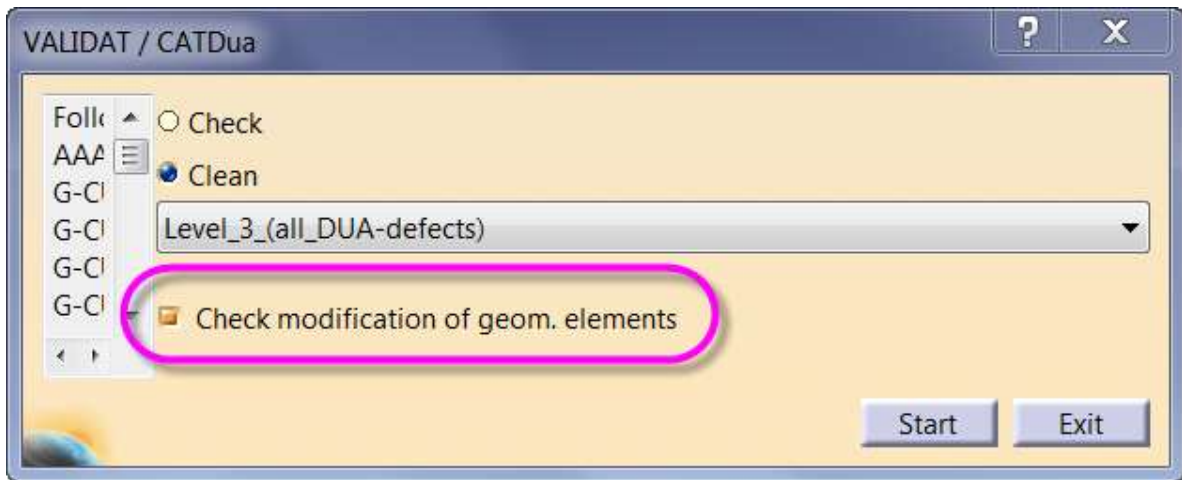 VALIDAT / CATDua
Check
AAA
Clean
G-C
G-C
Level_3_(all_DUA-defects)
G-C
G-C
Check modification of geom. elements
Start
Exit